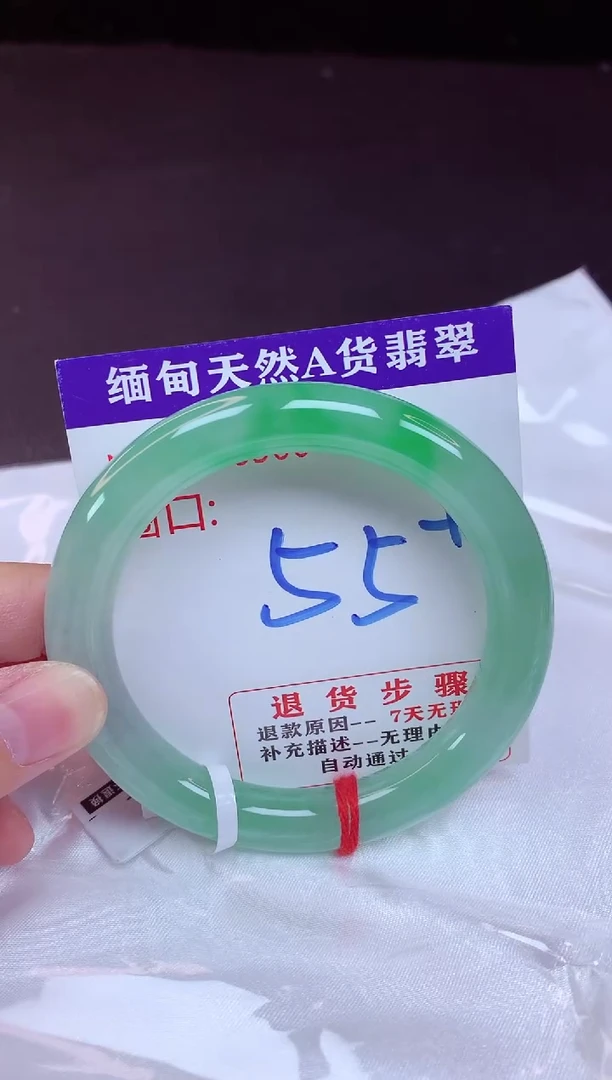 缅甸天然A货翡翠
口:
55+
退货步骤
退款原因-- 7天无理
补充描述--无理由
自动通过